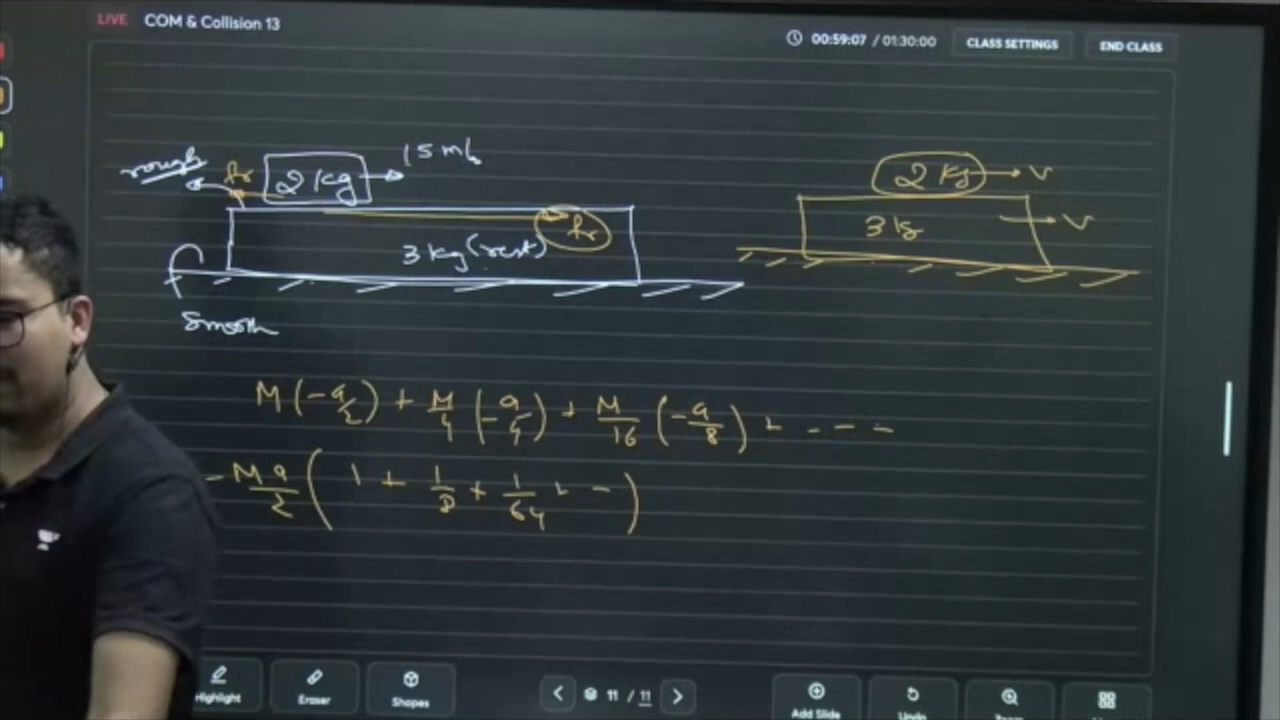 LIVE COM & Collision 13
00:59:07 / 01:30:00 CLASS SETTINGS END CLASS
rough
fr 2 kg 15 m/s
3 kg (rest) fr
Smooth
2 kg v
3 kg v
M(-a/2) + M/4(-a/4) + M/16(-a/8) + ----
-Ma/2(1 + 1/8 + 1/64 + -)
Highlight Eraser Shapes 11 / 11 Add Slide Undo Zoom